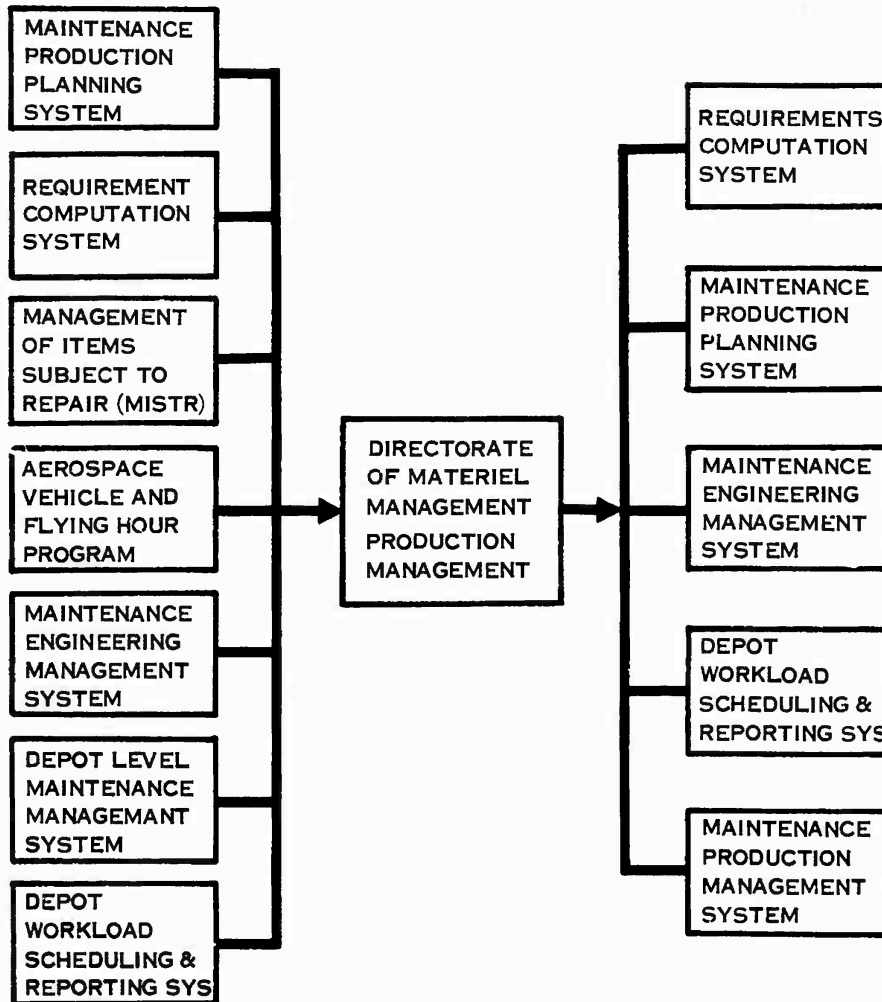 MAINTENANCE
PRODUCTION
PLANNING
SYSTEM
REQUIREMENT
COMPUTATION
SYSTEM
MANAGEMENT
OF ITEMS
SUBJECT TO
REPAIR (MISTR)
AEROSPACE
VEHICLE AND
FLYING HOUR
PROGRAM
MAINTENANCE
ENGINEERING
MANAGEMENT
SYSTEM
DEPOT LEVEL
MAINTENANCE
MANAGEMANT
SYSTEM
DEPOT
WORKLOAD
SCHEDULING &
REPORTING SYS
DIRECTORATE
OF MATERIEL
MANAGEMENT
PRODUCTION
MANAGEMENT
REQUIREMENTS
COMPUTATION
SYSTEM
MAINTENANCE
PRODUCTION
PLANNING
SYSTEM
MAINTENANCE
ENGINEERING
MANAGEMENT
SYSTEM
DEPOT
WORKLOAD
SCHEDULING &
REPORTING SYS
MAINTENANCE
PRODUCTION
MANAGEMENT
SYSTEM